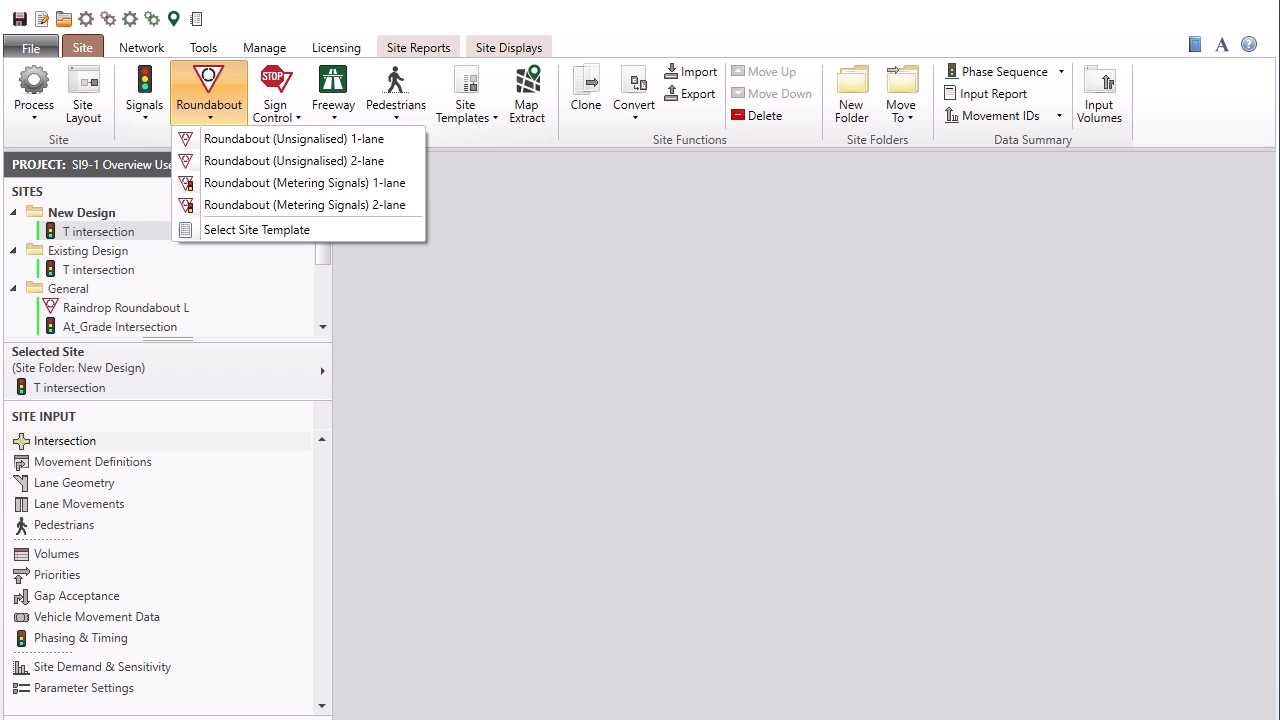 File Site Network Tools Manage Licensing Site Reports Site Displays A ?
Process
Site Layout
Signals
Roundabout
STOP
Sign Control
Freeway
Pedestrians
Site Templates
Map Extract
Clone
Convert
Import
Export
Move Up
Move Down
Delete
New Folder
Move To
Phase Sequence
Input Report
Movement IDs
Input Volumes
Site
Site Functions
Site Folders
Data Summary
Roundabout (Unsignalised) 1-lane
Roundabout (Unsignalised) 2-lane
Roundabout (Metering Signals) 1-lane
Roundabout (Metering Signals) 2-lane
Select Site Template
PROJECT: SI9-1 Overview Use
SITES
New Design
T intersection
Existing Design
T intersection
General
Raindrop Roundabout L
At_Grade Intersection
Selected Site
(Site Folder: New Design)
T intersection
SITE INPUT
Intersection
Movement Definitions
Lane Geometry
Lane Movements
Pedestrians
Volumes
Priorities
Gap Acceptance
Vehicle Movement Data
Phasing & Timing
Site Demand & Sensitivity
Parameter Settings